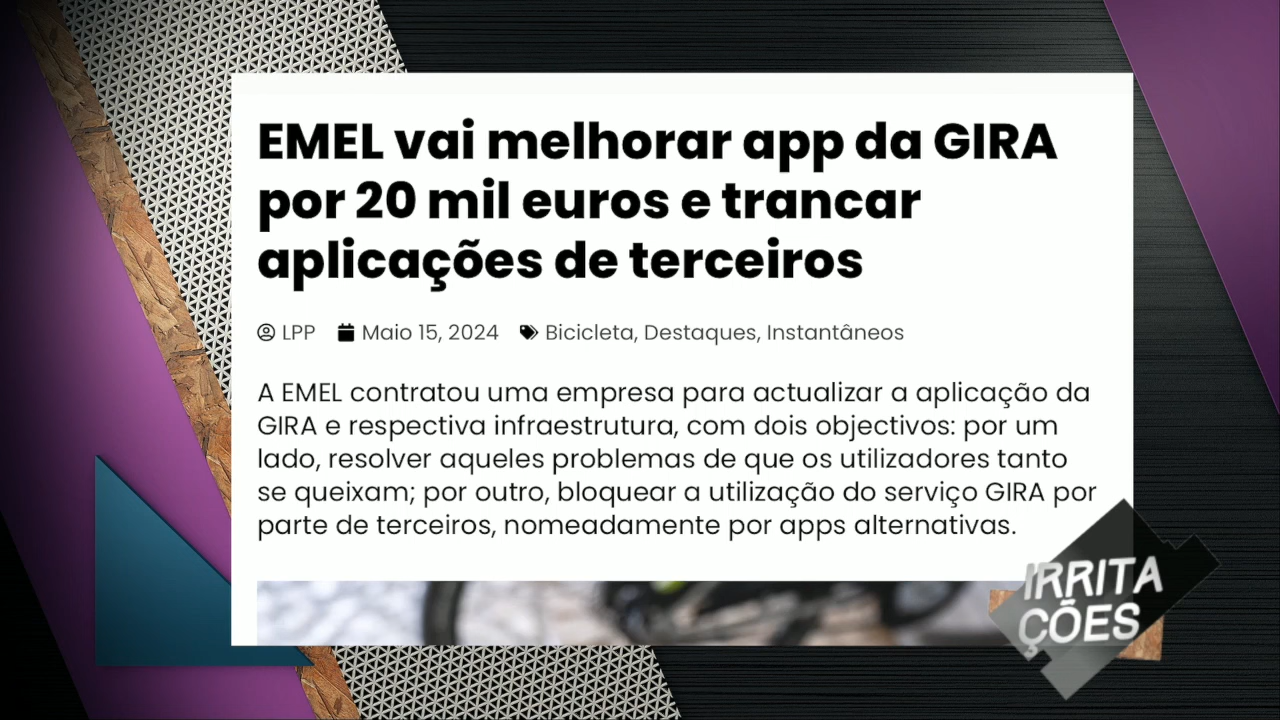 EMEL vai melhorar app da GIRA
por 20 mil euros e trancar
aplicações de terceiros
LPP Maio 15, 2024 Bicicleta, Destaques, Instantâneos
A EMEL contratou uma empresa para actualizar a aplicação da
GIRA e respectiva infraestrutura, com dois objectivos: por um
lado, resolver aqueles problemas de que os utilizadores tanto
se queixam; por outro, bloquear a utilização do serviço GIRA por
parte de terceiros, nomeadamente por apps alternativas.
IRRITA
ÇÕES